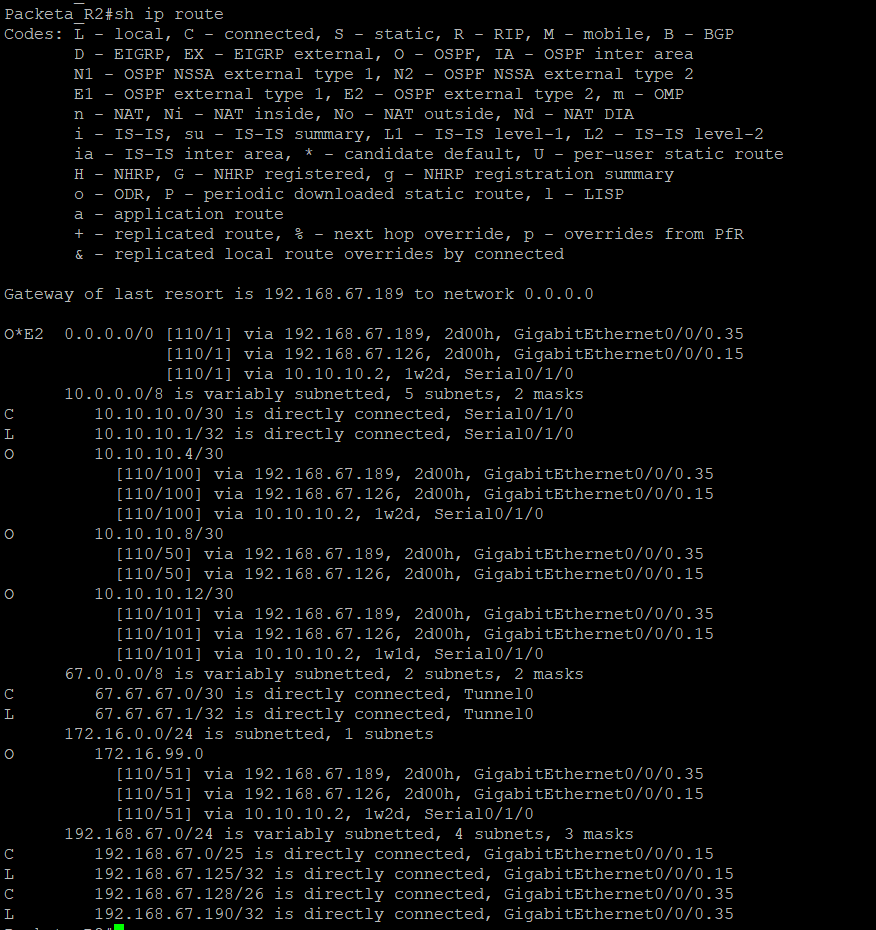 Packeta_R2#sh ip route
Codes: L - local, C - connected, S - static, R - RIP, M - mobile, B - BGP
       D - EIGRP, EX - EIGRP external, O - OSPF, IA - OSPF inter area
       N1 - OSPF NSSA external type 1, N2 - OSPF NSSA external type 2
       E1 - OSPF external type 1, E2 - OSPF external type 2, m - OMP
       n - NAT, Ni - NAT inside, No - NAT outside, Nd - NAT DIA
       i - IS-IS, su - IS-IS summary, L1 - IS-IS level-1, L2 - IS-IS level-2
       ia - IS-IS inter area, * - candidate default, U - per-user static route
       H - NHRP, G - NHRP registered, g - NHRP registration summary
       o - ODR, P - periodic downloaded static route, l - LISP
       a - application route
       + - replicated route, % - next hop override, p - overrides from PfR
       & - replicated local route overrides by connected
Gateway of last resort is 192.168.67.189 to network 0.0.0.0
O*E2  0.0.0.0/0 [110/1] via 192.168.67.189, 2d00h, GigabitEthernet0/0/0.35
                [110/1] via 192.168.67.126, 2d00h, GigabitEthernet0/0/0.15
                [110/1] via 10.10.10.2, 1w2d, Serial0/1/0
      10.0.0.0/8 is variably subnetted, 5 subnets, 2 masks
C        10.10.10.0/30 is directly connected, Serial0/1/0
L        10.10.10.1/32 is directly connected, Serial0/1/0
O        10.10.10.4/30
           [110/100] via 192.168.67.189, 2d00h, GigabitEthernet0/0/0.35
           [110/100] via 192.168.67.126, 2d00h, GigabitEthernet0/0/0.15
           [110/100] via 10.10.10.2, 1w2d, Serial0/1/0
O        10.10.10.8/30
           [110/50] via 192.168.67.189, 2d00h, GigabitEthernet0/0/0.35
           [110/50] via 192.168.67.126, 2d00h, GigabitEthernet0/0/0.15
O        10.10.10.12/30
           [110/101] via 192.168.67.189, 2d00h, GigabitEthernet0/0/0.35
           [110/101] via 192.168.67.126, 2d00h, GigabitEthernet0/0/0.15
           [110/101] via 10.10.10.2, 1w1d, Serial0/1/0
      67.0.0.0/8 is variably subnetted, 2 subnets, 2 masks
C        67.67.67.0/30 is directly connected, Tunnel0
L        67.67.67.1/32 is directly connected, Tunnel0
      172.16.0.0/24 is subnetted, 1 subnets
O        172.16.99.0
           [110/51] via 192.168.67.189, 2d00h, GigabitEthernet0/0/0.35
           [110/51] via 192.168.67.126, 2d00h, GigabitEthernet0/0/0.15
           [110/51] via 10.10.10.2, 1w2d, Serial0/1/0
      192.168.67.0/24 is variably subnetted, 4 subnets, 3 masks
C        192.168.67.0/25 is directly connected, GigabitEthernet0/0/0.15
L        192.168.67.125/32 is directly connected, GigabitEthernet0/0/0.15
C        192.168.67.128/26 is directly connected, GigabitEthernet0/0/0.35
L        192.168.67.190/32 is directly connected, GigabitEthernet0/0/0.35